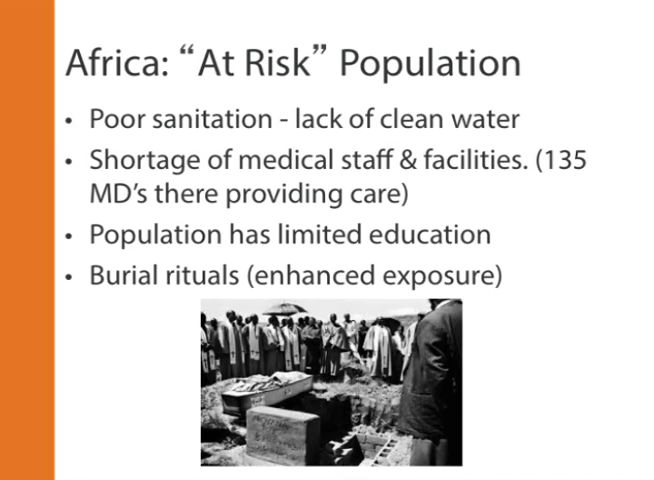 Africa: “At Risk” Population
• Poor sanitation - lack of clean water
• Shortage of medical staff & facilities. (135
MD’s there providing care)
• Population has limited education
• Burial rituals (enhanced exposure)